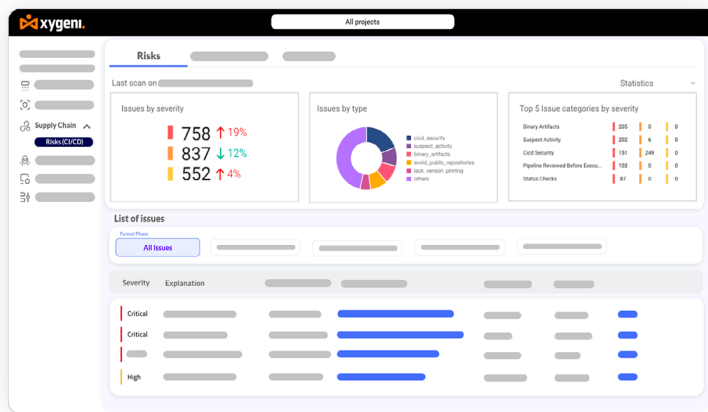 xygeni.
All projects
Risks
Last scan on
Statistics
Issues by severity
758 ↑ 19%
837 ↓ 12%
552 ↑ 4%
Issues by type
cicd_security
suspect_activity
binary_artifacts
avoid_public_repositories
lack_version_pinning
others
Top 5 Issue categories by severity
Binary Artifacts 205 0 0
Suspect Activity 202 6 0
Cicd Security 151 249 0
Pipeline Reviewed Before Execu... 103 0 0
Status Checks 87 0 0
Supply Chain
Risks (CI/CD)
List of issues
Funnel Phase
All Issues
Severity Explanation
Critical
Critical
High